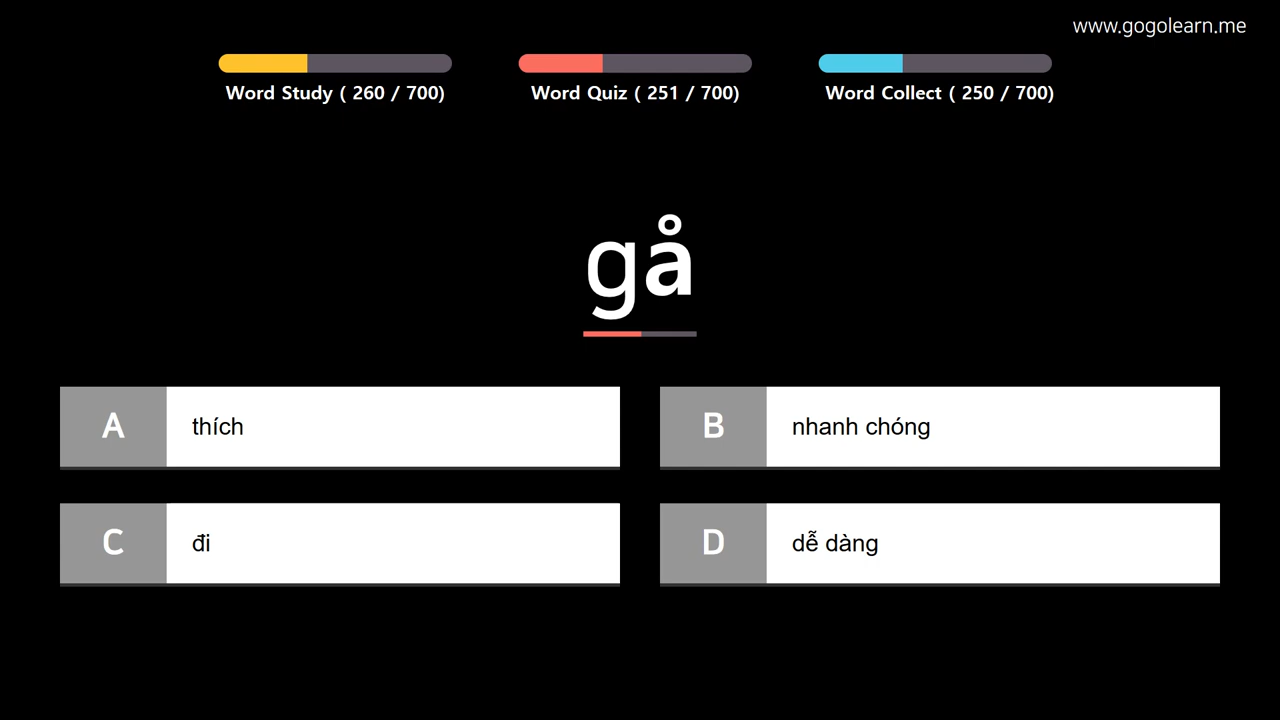 www.gogolearn.me
Word Study ( 260 / 700)
Word Quiz ( 251 / 700)
Word Collect ( 250 / 700)
gå
A thích
B nhanh chóng
C đi
D dễ dàng